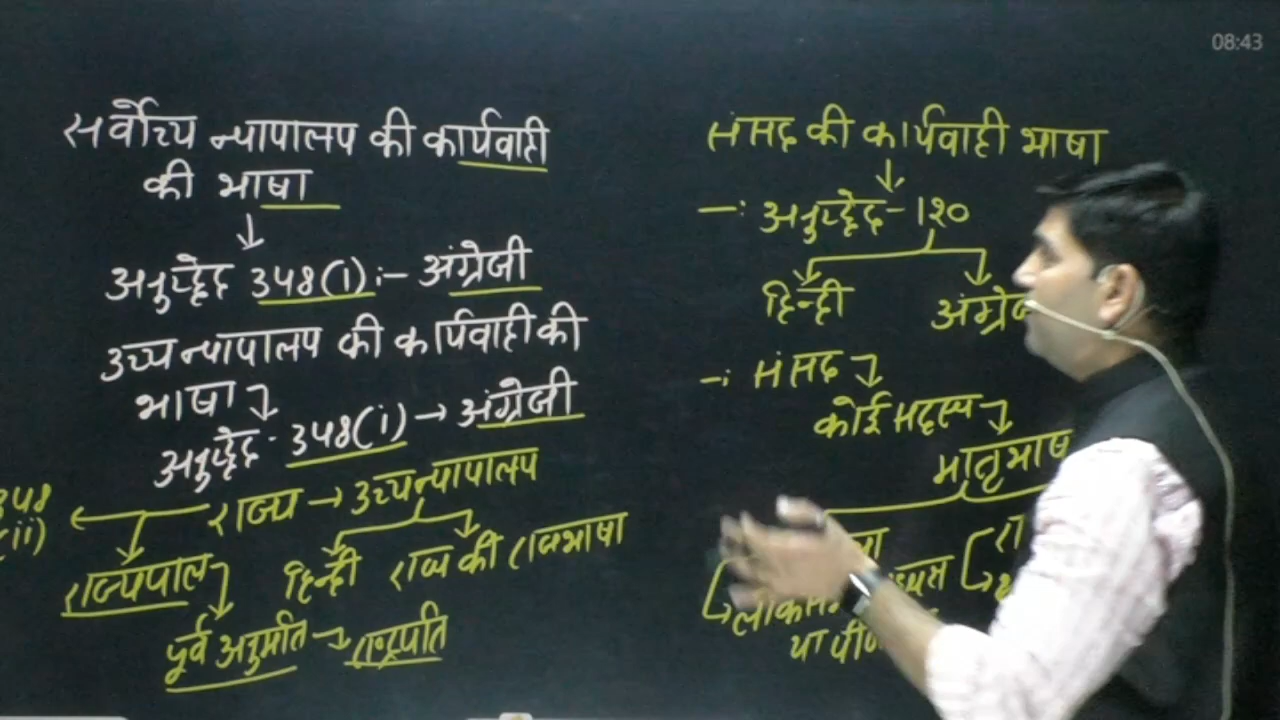 08:43
सर्वोच्च न्यायालय की कार्यवाही
की भाषा
अनुच्छेद 348(i) :- अंग्रेजी
उच्च न्यायालय की कार्यवाही की
भाषा
अनुच्छेद - 348(i) → अंग्रेजी
राज्य → उच्च न्यायालय
348
(ii)
राज्यपाल
हिन्दी राज्य की राजभाषा
पूर्व अनुमति → राष्ट्रपति
संसद की कार्यवाही भाषा
-: अनुच्छेद - 120
हिन्दी
-: संसद
कोई सदस्य
या